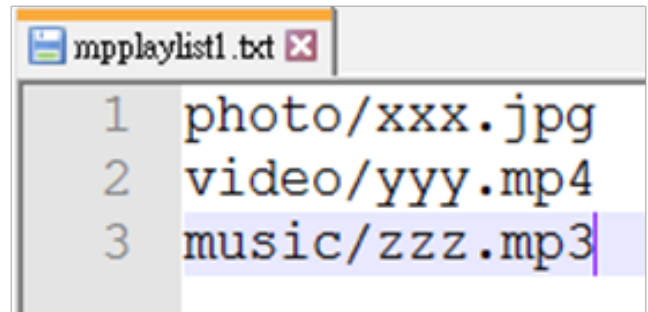 mpplaylist1.txt
1 photo/xxx.jpg
2 video/yyy.mp4
3 music/zzz.mp3